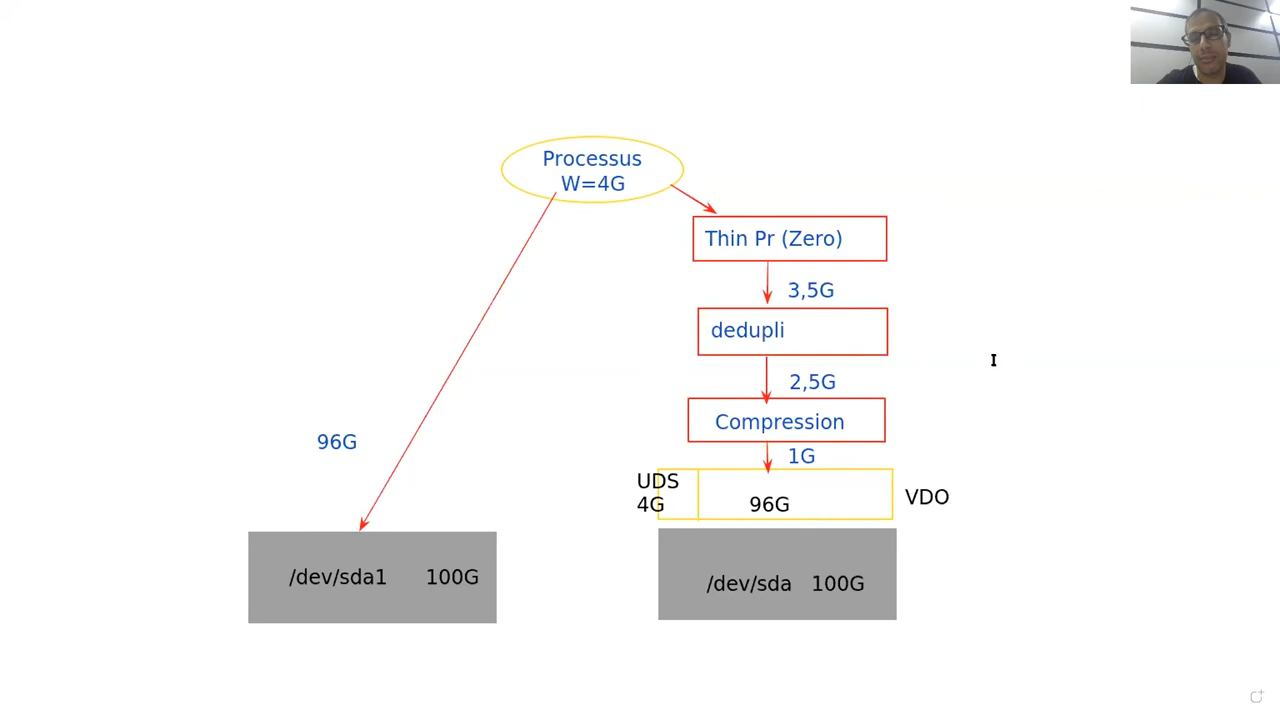 Processus
W=4G
Thin Pr (Zero)
3,5G
dedupli
2,5G
Compression
96G
1G
UDS
4G
96G
VDO
/dev/sda1 100G
/dev/sda 100G